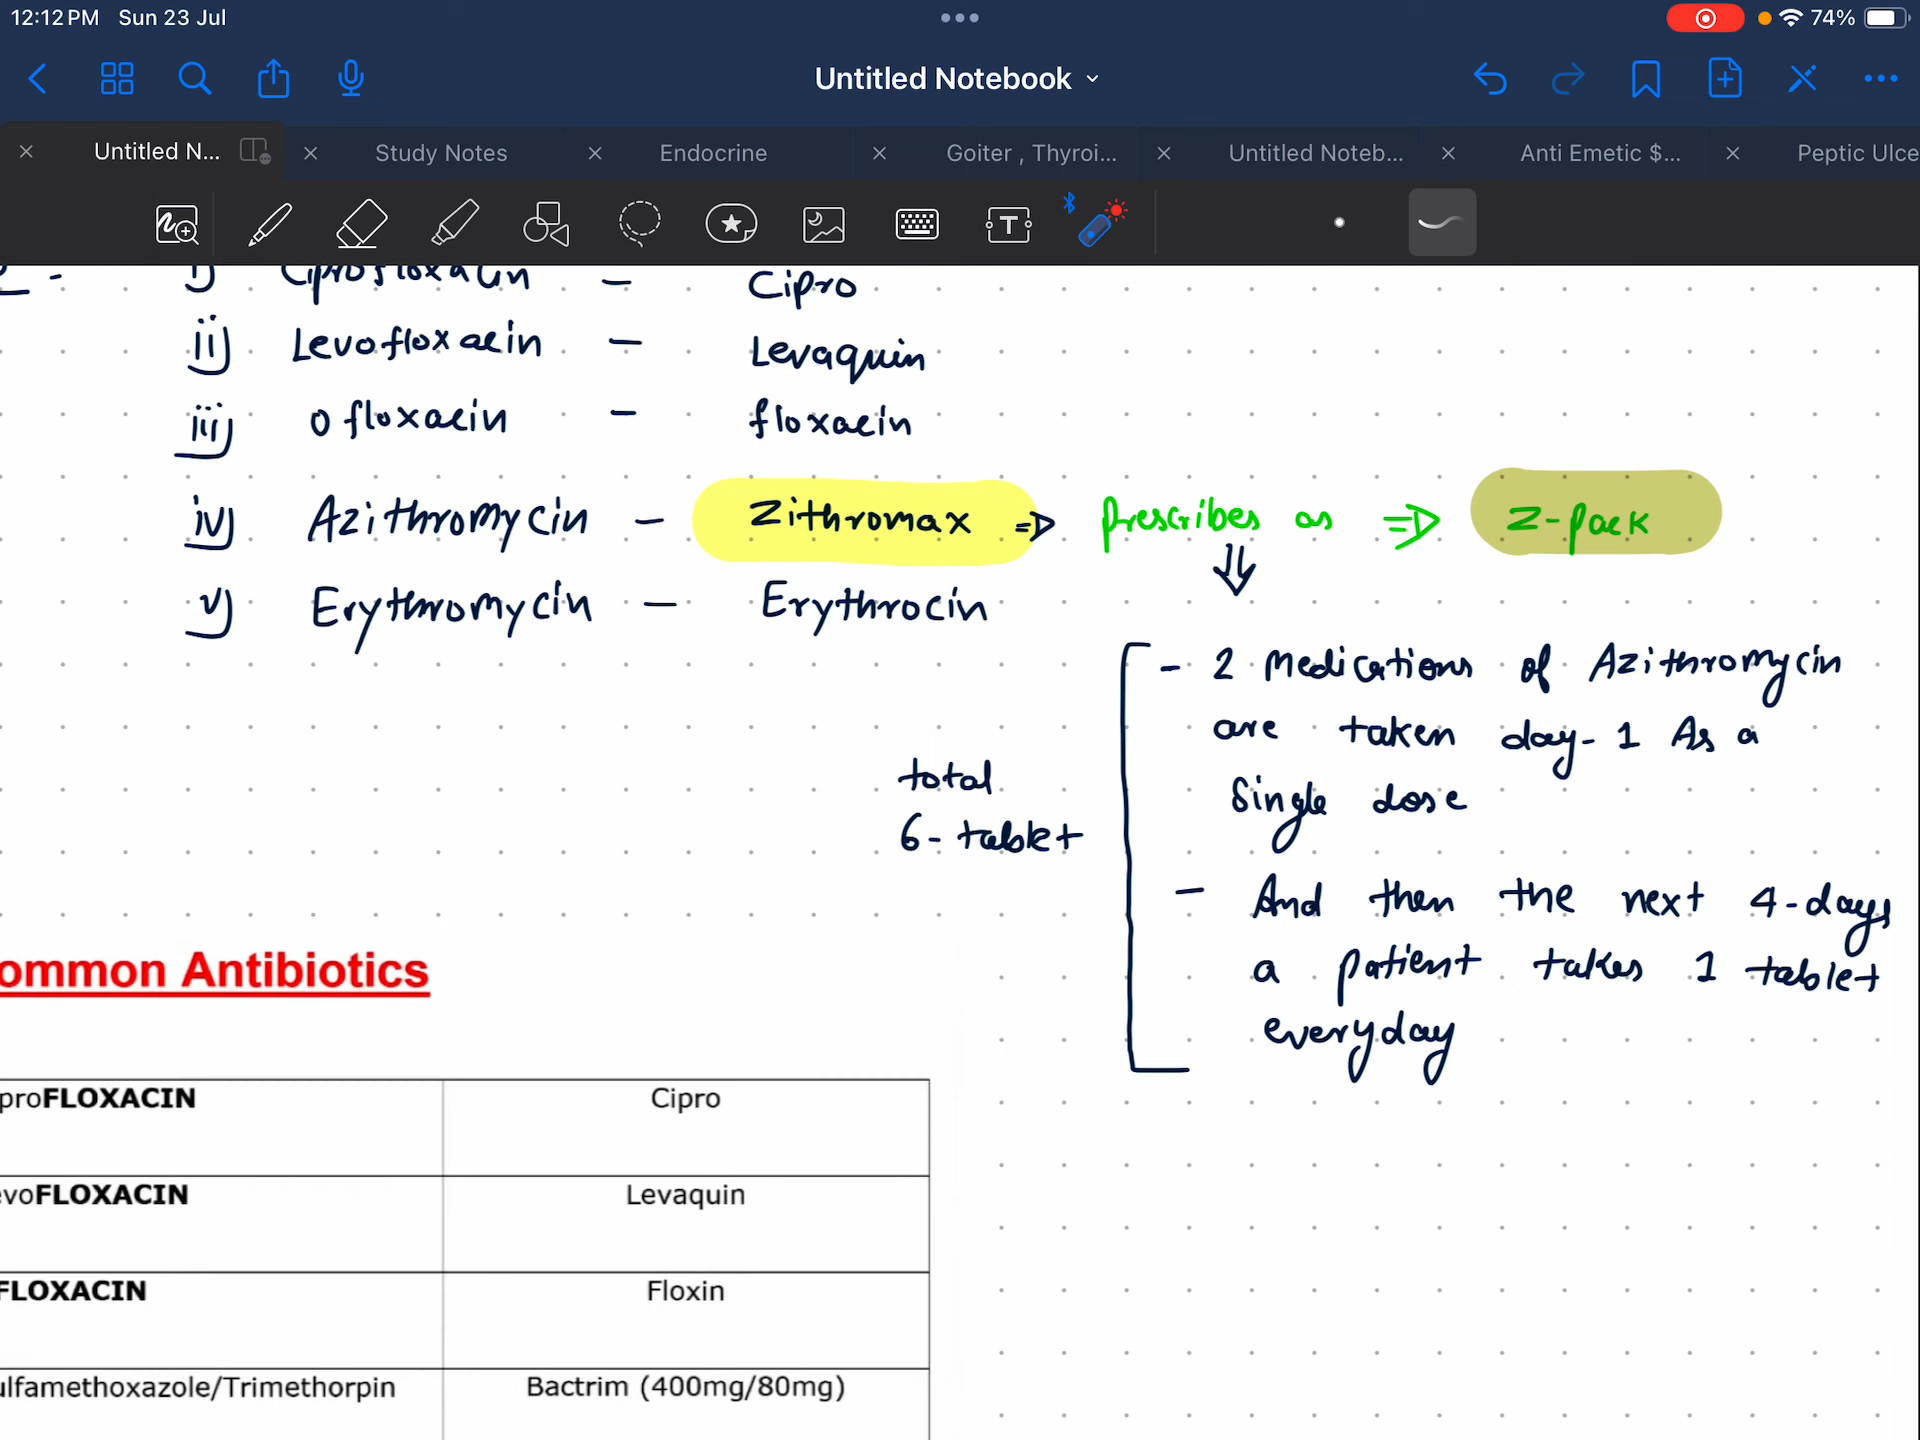 12:12 PM Sun 23 Jul
74%
Untitled Notebook
Untitled N...
Study Notes
Endocrine
Goiter , Thyroi...
Untitled Noteb...
Anti Emetic $...
Peptic Ulce
i) Ciprofloxacin - Cipro
ii) Levofloxacin - Levaquin
iii) ofloxacin - floxacin
iv) Azithromycin - Zithromax => Prescribes as => Z-pack
v) Erythromycin - Erythrocin
- 2 Medications of Azithromycin
are taken day-1 As a
Single dose
total
6-tablet
- And then the next 4-days
a patient takes 1 tablet
everyday
ommon Antibiotics
proFLOXACIN Cipro
evoFLOXACIN Levaquin
FLOXACIN Floxin
ulfamethoxazole/Trimethorpin Bactrim (400mg/80mg)